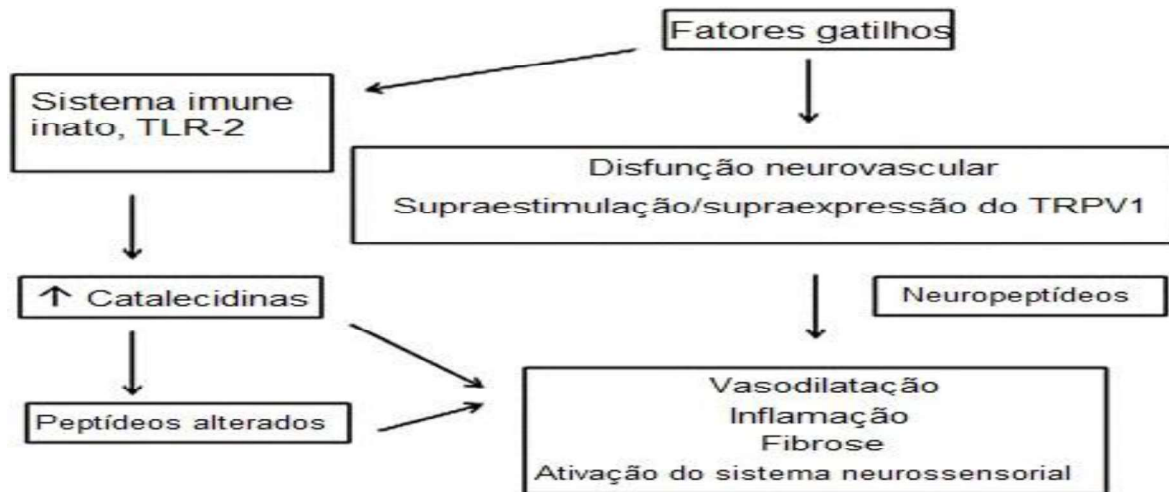 Fatores gatilhos
Sistema imune
inato, TLR-2
Disfunção neurovascular
Supraestimulação/supraexpressão do TRPV1
↑ Catalecidinas
Neuropeptídeos
Peptídeos alterados
Vasodilatação
Inflamação
Fibrose
Ativação do sistema neurossensorial